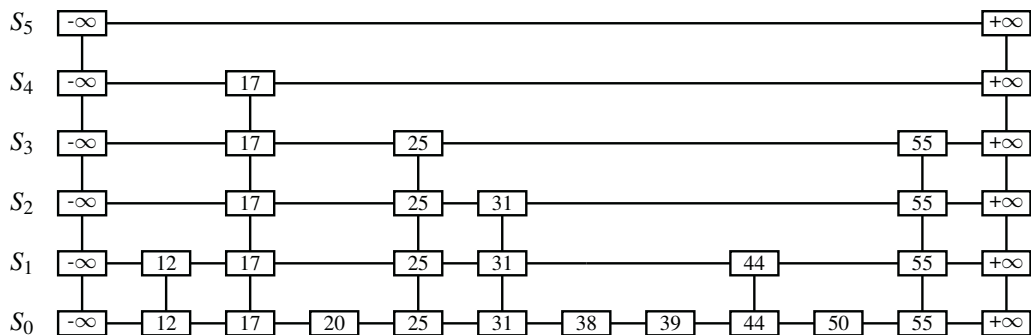 S5 -∞ +∞
S4 -∞ 17 +∞
S3 -∞ 17 25 55 +∞
S2 -∞ 17 25 31 55 +∞
S1 -∞ 12 17 25 31 44 55 +∞
S0 -∞ 12 17 20 25 31 38 39 44 50 55 +∞